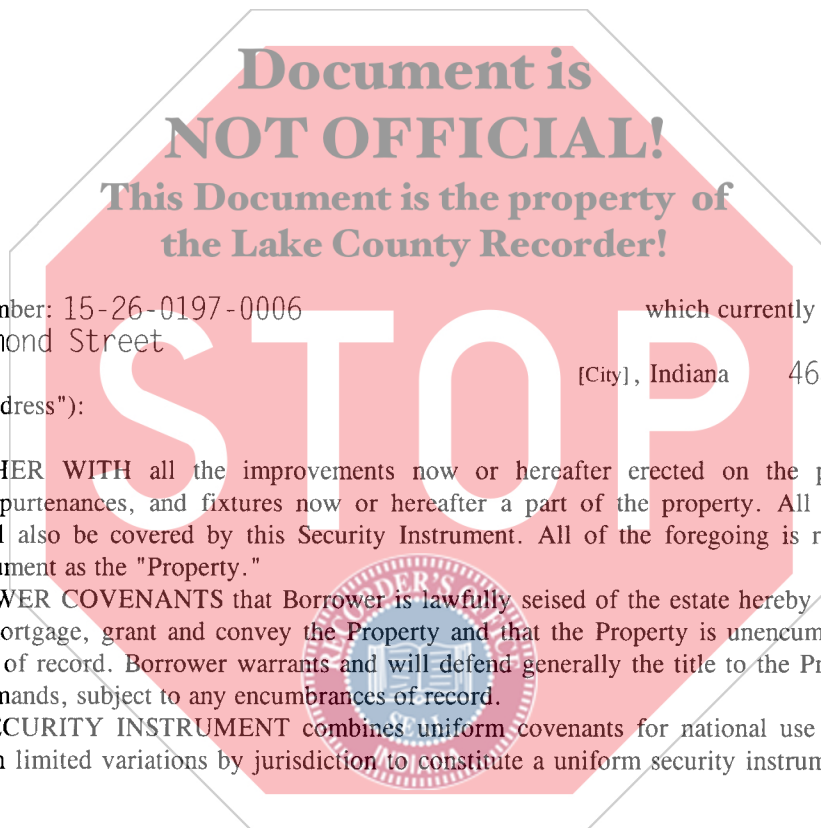 Document is
NOT OFFICIAL!
This Document is the property of
the Lake County Recorder!
mber: 15-26-0197-0006 which currently
mond Street
[City], Indiana 46
dress"):
HER WITH all the improvements now or hereafter erected on the p
purtenances, and fixtures now or hereafter a part of the property. All
l also be covered by this Security Instrument. All of the foregoing is r
ument as the "Property."
WER COVENANTS that Borrower is lawfully seised of the estate hereby
ortgage, grant and convey the Property and that the Property is unencum
of record. Borrower warrants and will defend generally the title to the Pr
mands, subject to any encumbrances of record.
ECURITY INSTRUMENT combines uniform covenants for national use
h limited variations by jurisdiction to constitute a uniform security instrum
STOP
RECORDER'S OFFICE
SEAL
INDIANA